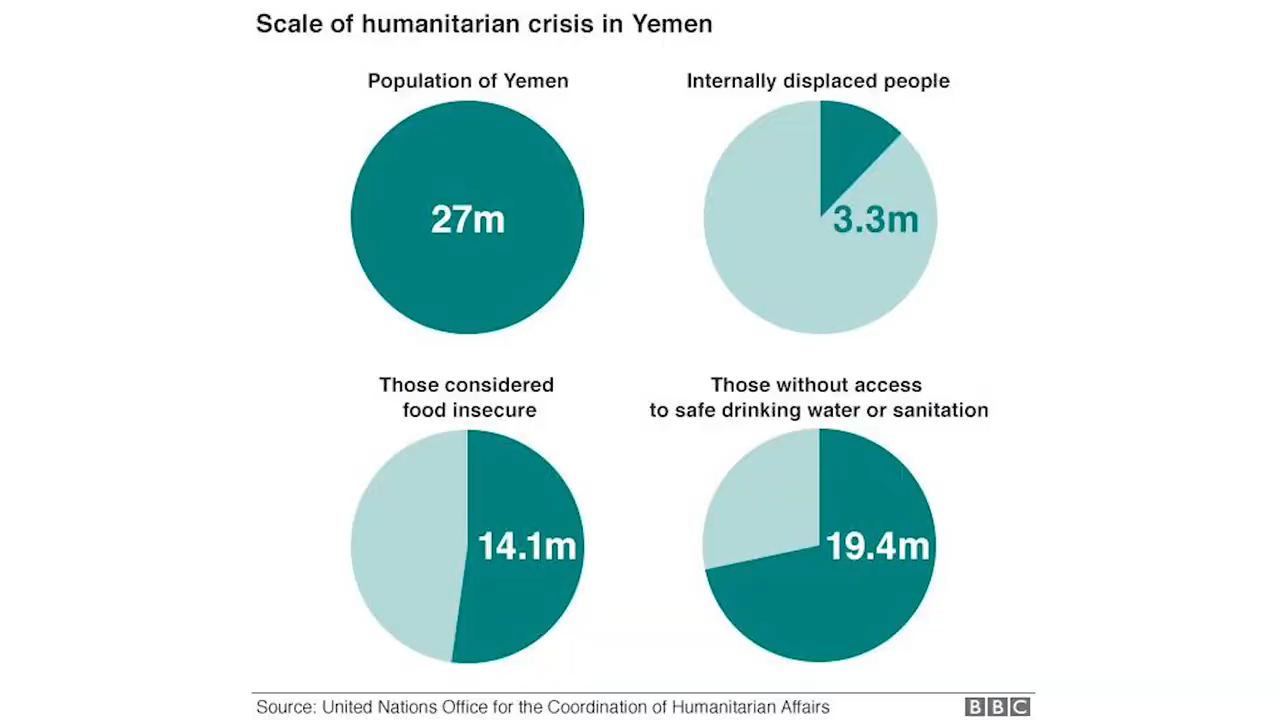 Scale of humanitarian crisis in Yemen
Population of Yemen
27m
Internally displaced people
3.3m
Those considered
food insecure
14.1m
Those without access
to safe drinking water or sanitation
19.4m
Source: United Nations Office for the Coordination of Humanitarian Affairs
BBC